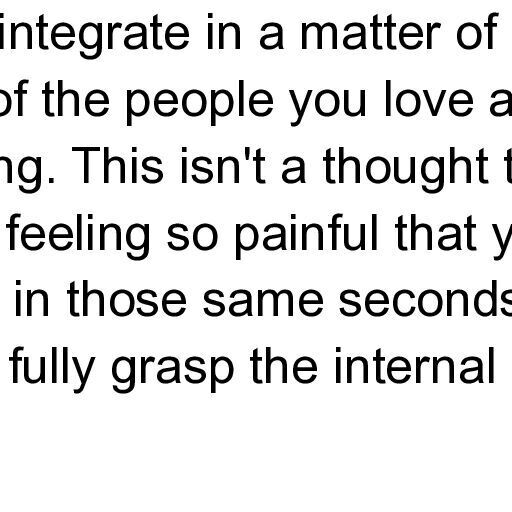 integrate in a matter of
of the people you love a
ng. This isn't a thought t
feeling so painful that y
in those same seconds
fully grasp the internal